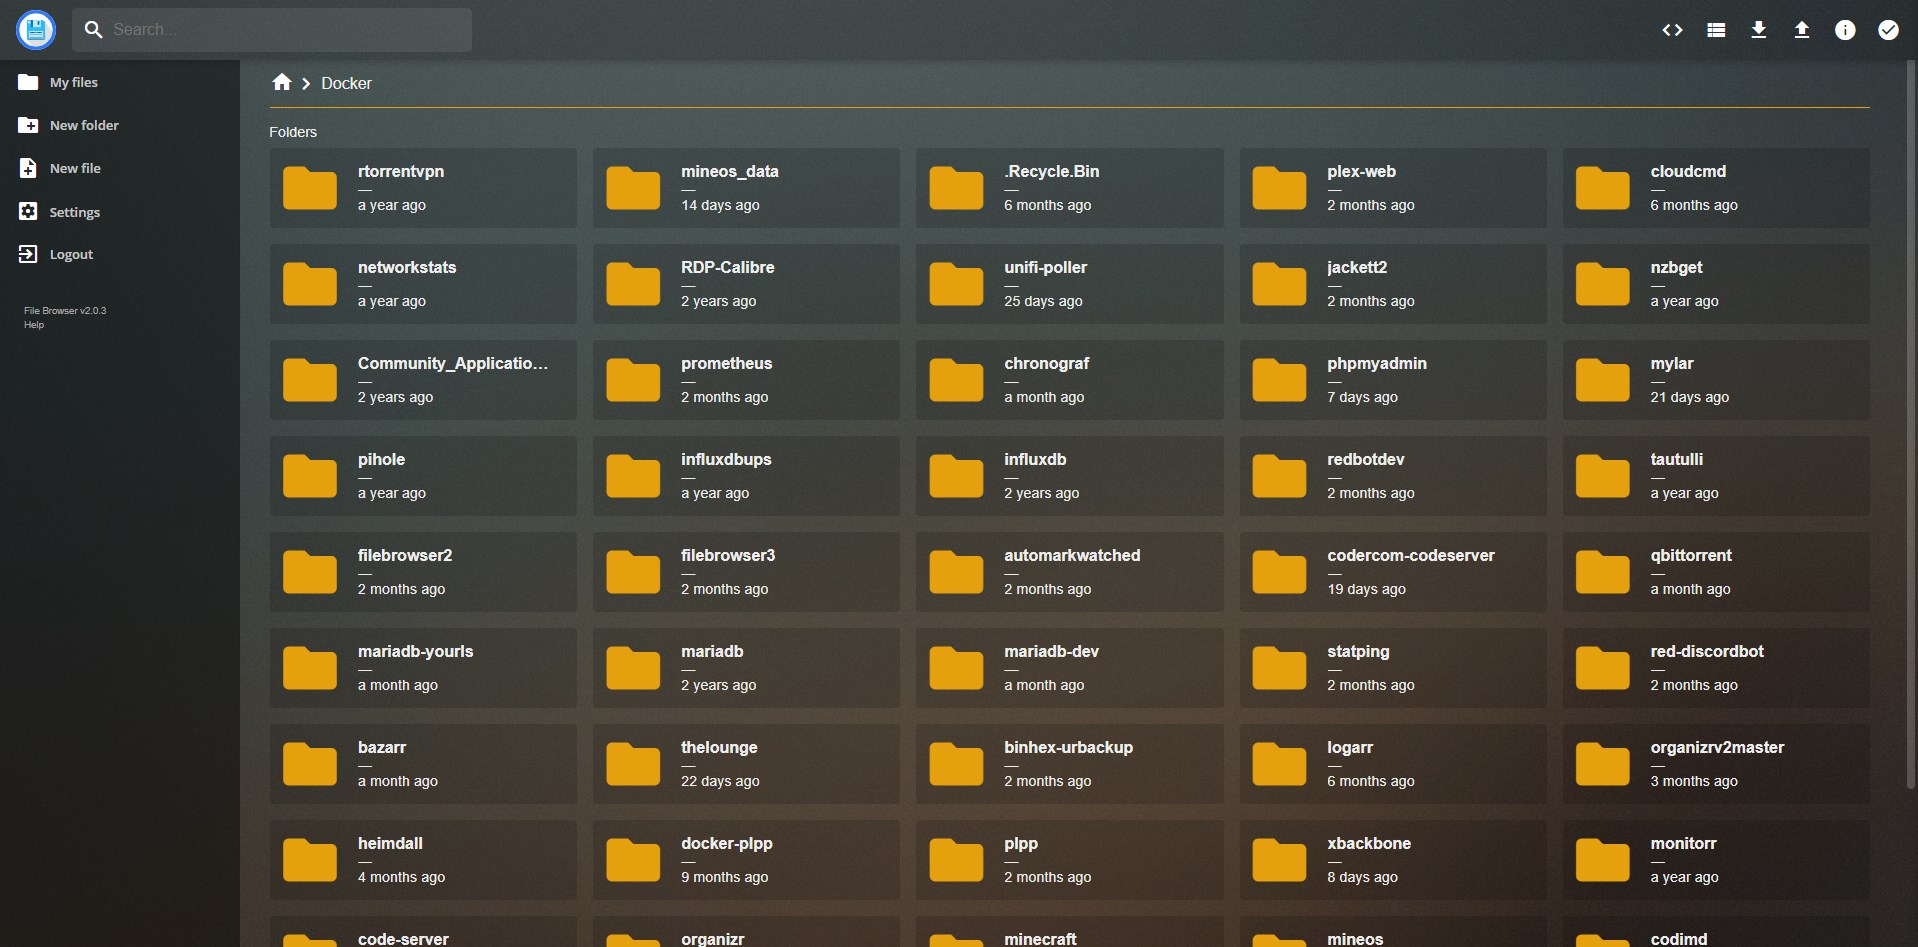 Search...
My files
New folder
New file
Settings
Logout
File Browser v2.0.3
Help
Docker
Folders
rtorrentvpn
—
a year ago
mineos_data
—
14 days ago
.Recycle.Bin
—
6 months ago
plex-web
—
2 months ago
cloudcmd
—
6 months ago
networkstats
—
a year ago
RDP-Calibre
—
2 years ago
unifi-poller
—
25 days ago
jackett2
—
2 months ago
nzbget
—
a year ago
Community_Applicatio...
—
2 years ago
prometheus
—
2 months ago
chronograf
—
a month ago
phpmyadmin
—
7 days ago
mylar
—
21 days ago
pihole
—
a year ago
influxdbups
—
a year ago
influxdb
—
2 years ago
redbotdev
—
2 months ago
tautulli
—
a year ago
filebrowser2
—
2 months ago
filebrowser3
—
2 months ago
automarkwatched
—
2 months ago
codercom-codeserver
—
19 days ago
qbittorrent
—
a month ago
mariadb-yourls
—
a month ago
mariadb
—
2 years ago
mariadb-dev
—
a month ago
statping
—
2 months ago
red-discordbot
—
2 months ago
bazarr
—
a month ago
thelounge
—
22 days ago
binhex-urbackup
—
2 months ago
logarr
—
6 months ago
organizrv2master
—
3 months ago
heimdall
—
4 months ago
docker-plpp
—
9 months ago
plpp
—
2 months ago
xbackbone
—
8 days ago
monitorr
—
a year ago
code-server
organizr
minecraft
mineos
codimd